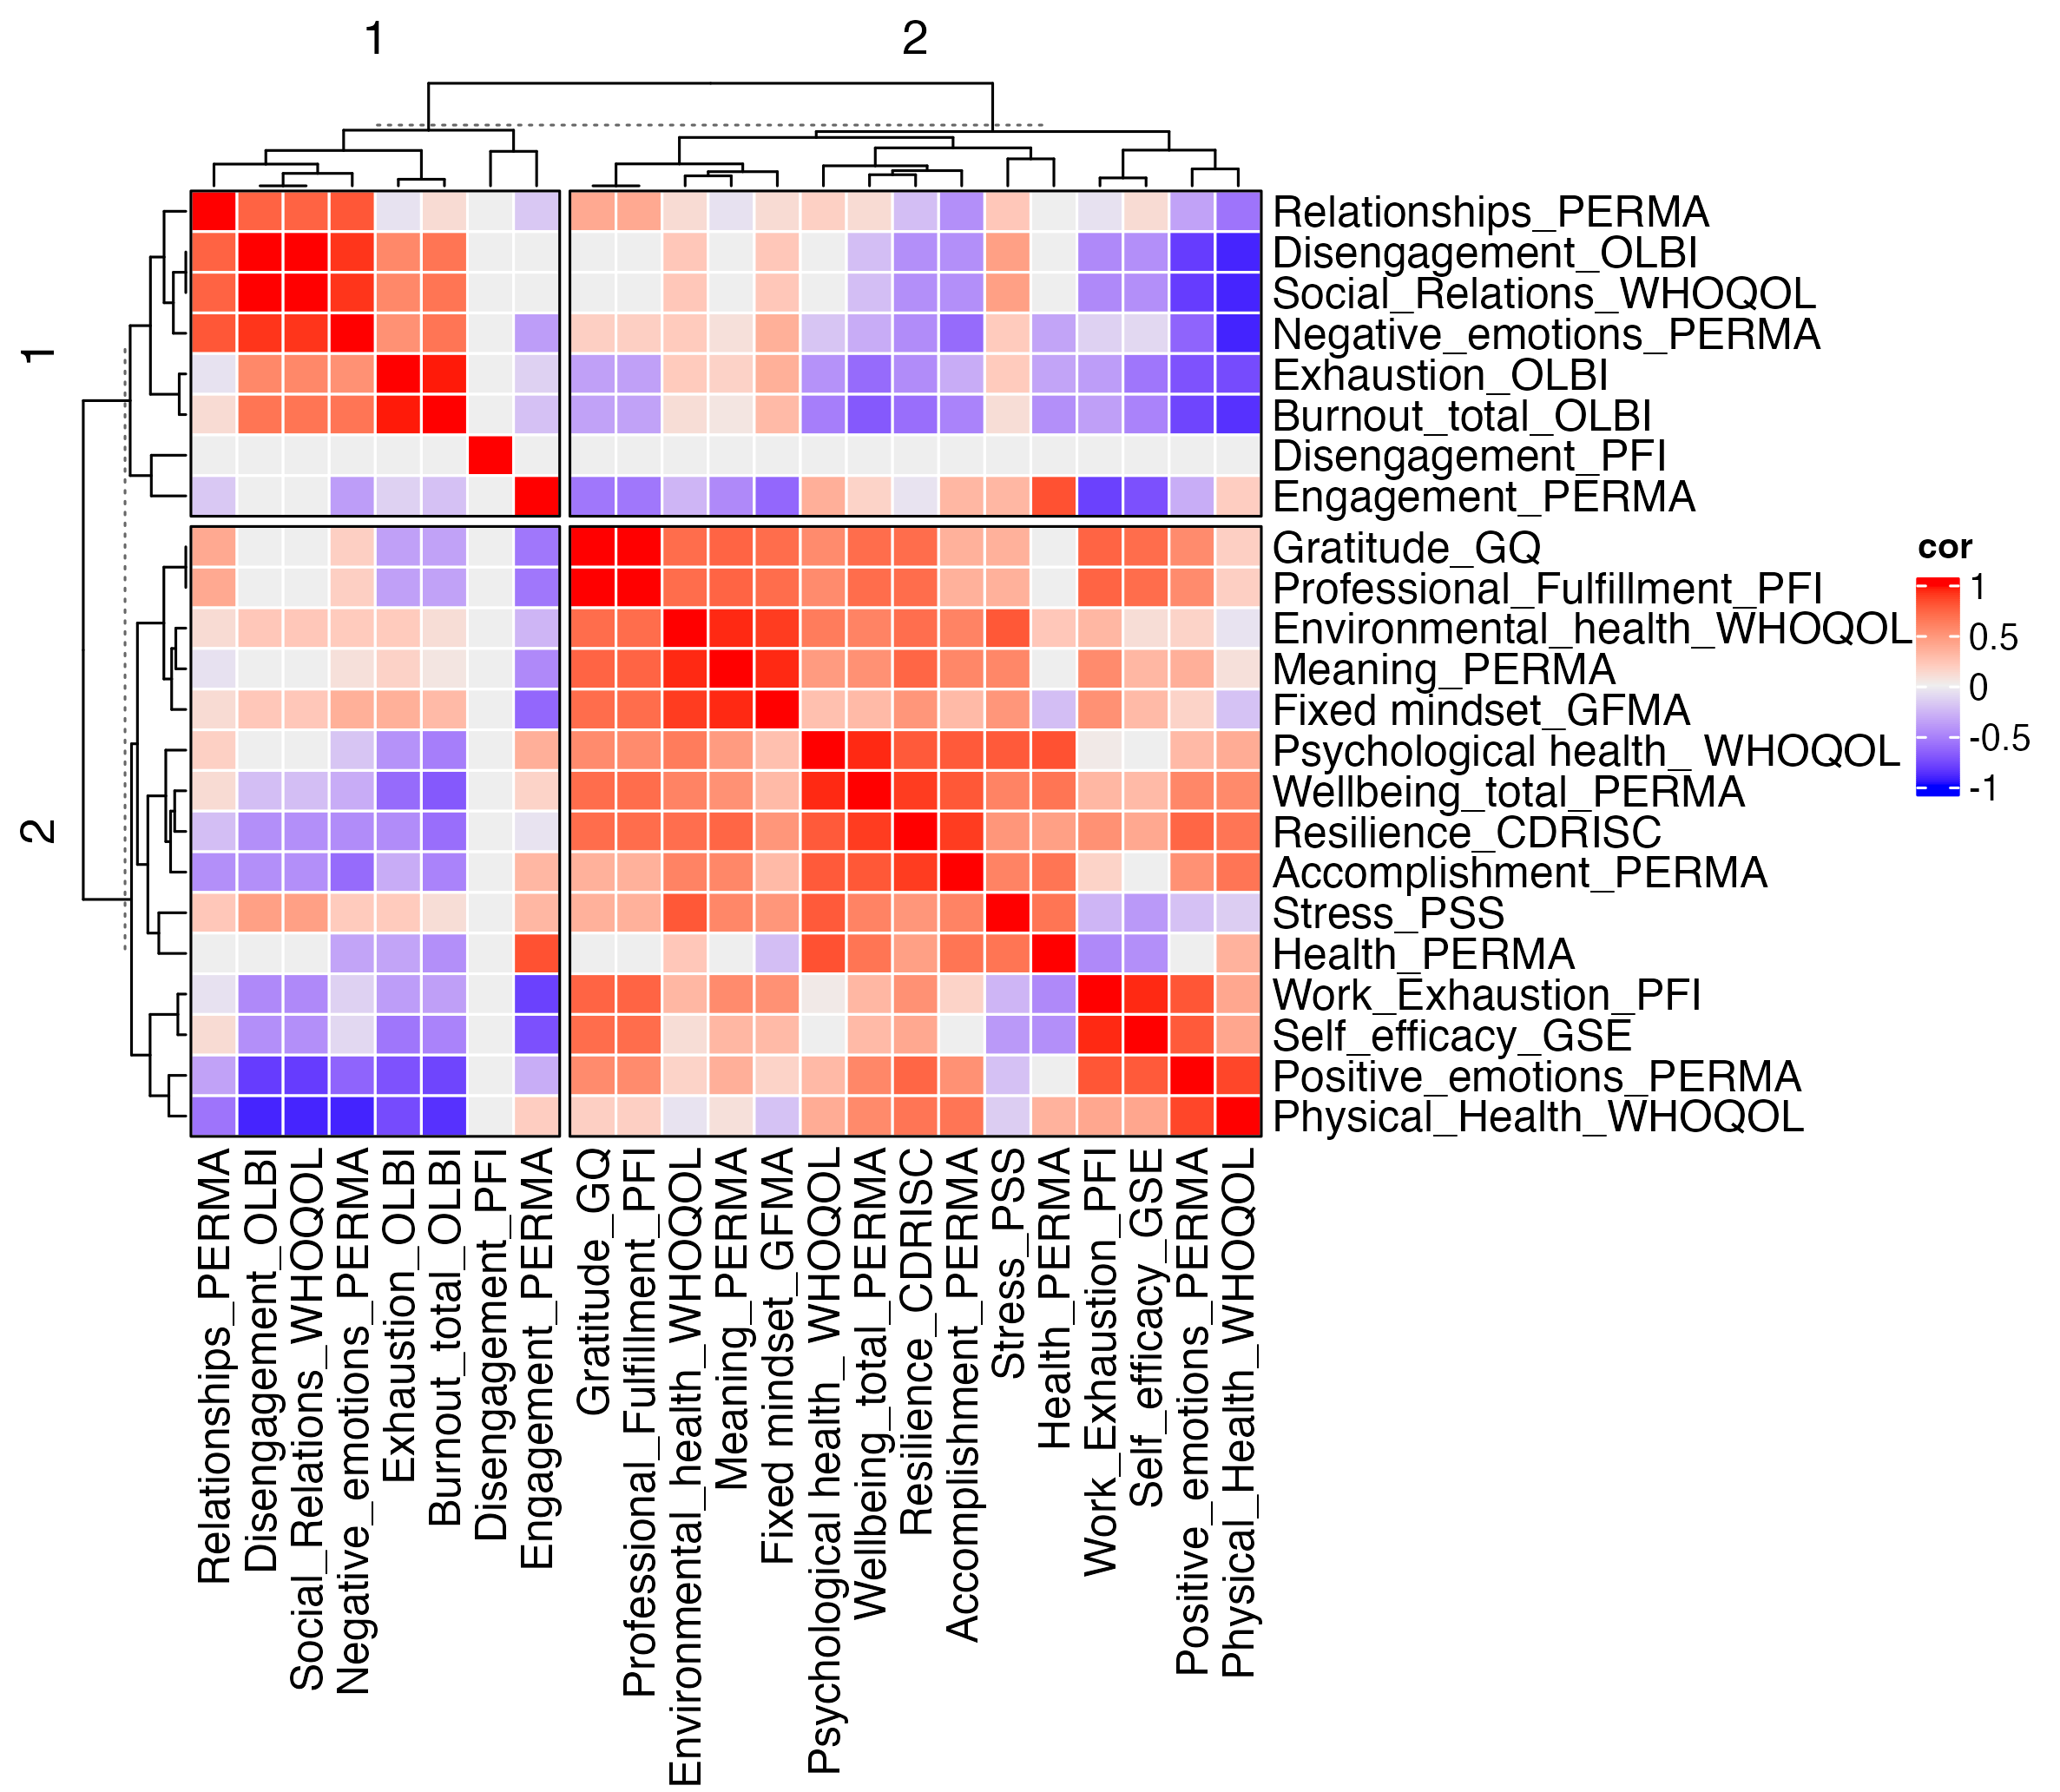 1
2
1
2
Relationships_PERMA
Disengagement_OLBI
Social_Relations_WHOQOL
Negative_emotions_PERMA
Exhaustion_OLBI
Burnout_total_OLBI
Disengagement_PFI
Engagement_PERMA
Gratitude_GQ
Professional_Fulfillment_PFI
Environmental_health_WHOQOL
Meaning_PERMA
Fixed mindset_GFMA
Psychological health_ WHOQOL
Wellbeing_total_PERMA
Resilience_CDRISC
Accomplishment_PERMA
Stress_PSS
Health_PERMA
Work_Exhaustion_PFI
Self_efficacy_GSE
Positive_emotions_PERMA
Physical_Health_WHOQOL
cor
1
0.5
0
-0.5
-1
Relationships_PERMA
Disengagement_OLBI
Social_Relations_WHOQOL
Negative_emotions_PERMA
Exhaustion_OLBI
Burnout_total_OLBI
Disengagement_PFI
Engagement_PERMA
Gratitude_GQ
Professional_Fulfillment_PFI
Environmental_health_WHOQOL
Meaning_PERMA
Fixed mindset_GFMA
Psychological health_ WHOQOL
Wellbeing_total_PERMA
Resilience_CDRISC
Accomplishment_PERMA
Stress_PSS
Health_PERMA
Work_Exhaustion_PFI
Self_efficacy_GSE
Positive_emotions_PERMA
Physical_Health_WHOQOL